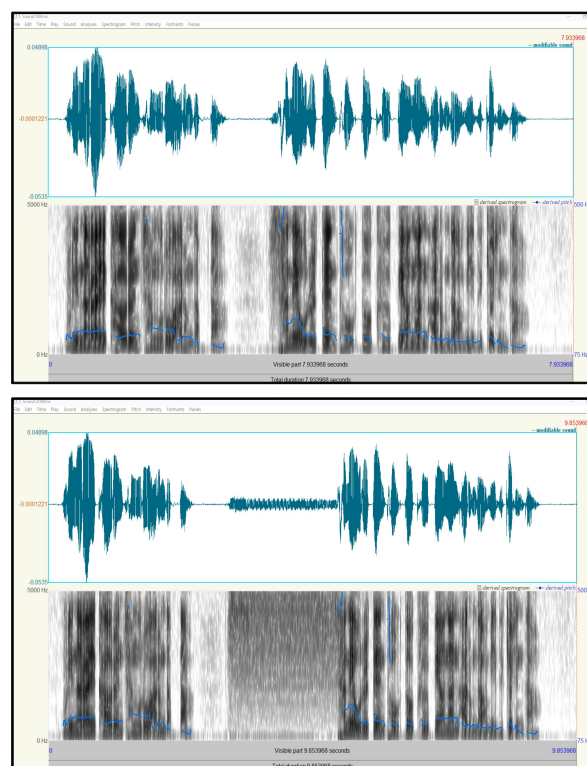 7.933968
File Edit Time Play Sound Analyses Spectrogram Pitch Intensity Formants Pulses
~ modifiable sound
0.04898
-0.0001221
-0.0535
5000 Hz
derived spectrogram
derived pitch
500 Hz
0 Hz
75 Hz
0
Visible part 7.933968 seconds
7.933968
Total duration 7.933968 seconds
9.853968
File Edit Time Play Sound Analyses Spectrogram Pitch Intensity Formants Pulses
~ modifiable sound
0.04898
-0.0001221
-0.0535
5000 Hz
derived spectrogram
derived pitch
500
0 Hz
75 Hz
0
Visible part 9.853968 seconds
9.853968
Total duration 9.853968 seconds